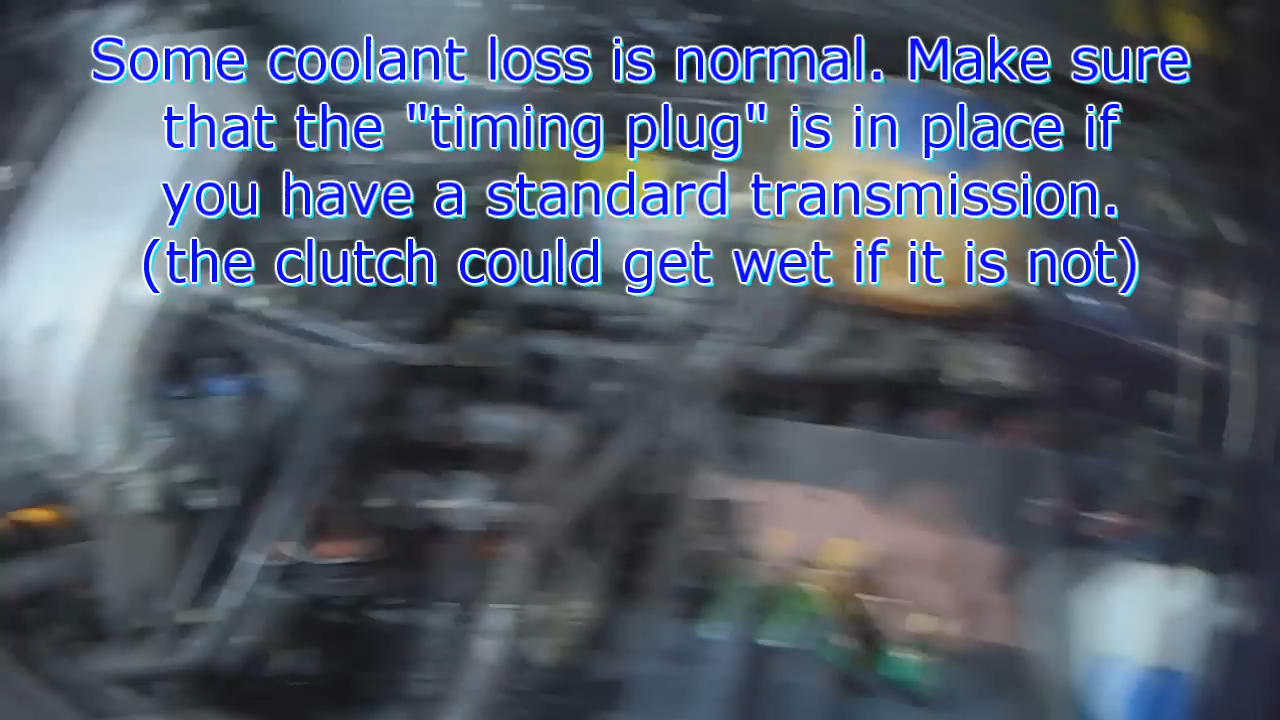 Some coolant loss is normal. Make sure
that the "timing plug" is in place if
you have a standard transmission.
(the clutch could get wet if it is not)